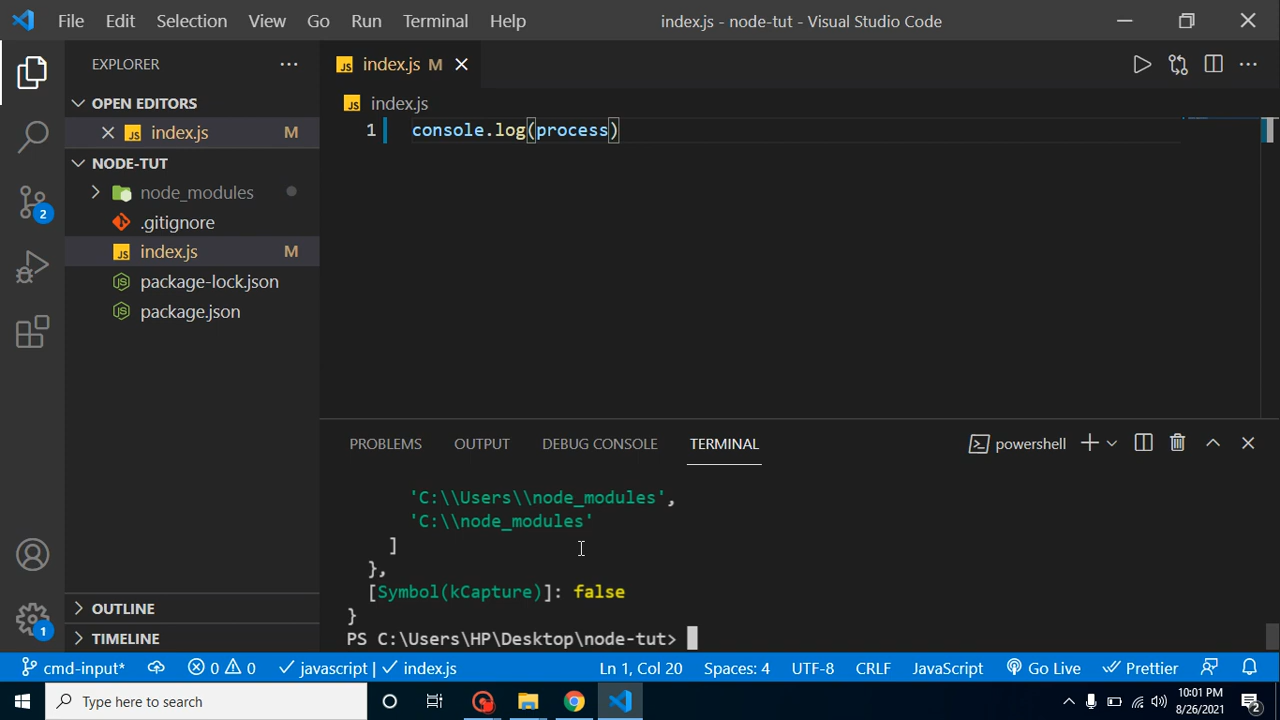 File Edit Selection View Go Run Terminal Help index.js - node-tut - Visual Studio Code
EXPLORER
OPEN EDITORS
index.js M
NODE-TUT
node_modules
.gitignore
index.js M
package-lock.json
package.json
OUTLINE
TIMELINE
2
1
index.js M
index.js
1 console.log(process)
PROBLEMS OUTPUT DEBUG CONSOLE TERMINAL powershell
'C:\\Users\\node_modules',
'C:\\node_modules'
]
},
[Symbol(kCapture)]: false
}
PS C:\Users\HP\Desktop\node-tut>
cmd-input* 0 0 javascript | index.js Ln 1, Col 20 Spaces: 4 UTF-8 CRLF JavaScript Go Live Prettier
Type here to search
10:01 PM
8/26/2021
2